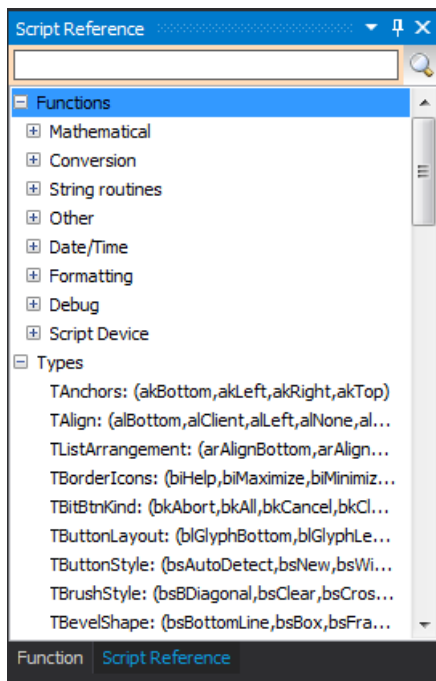 Script Reference
Functions
Mathematical
Conversion
String routines
Other
Date/Time
Formatting
Debug
Script Device
Types
TAnchors: (akBottom,akLeft,akRight,akTop)
TAlign: (alBottom,alClient,alLeft,alNone,al...
TListArrangement: (arAlignBottom,arAlign...
TBorderIcons: (biHelp,biMaximize,biMinimiz...
TBitBtnKind: (bkAbort,bkAll,bkCancel,bkCl...
TButtonLayout: (blGlyphBottom,blGlyphLe...
TButtonStyle: (bsAutoDetect,bsNew,bsWi...
TBrushStyle: (bsBDiagonal,bsClear,bsCros...
TBevelShape: (bsBottomLine,bsBox,bsFra...
Function Script Reference